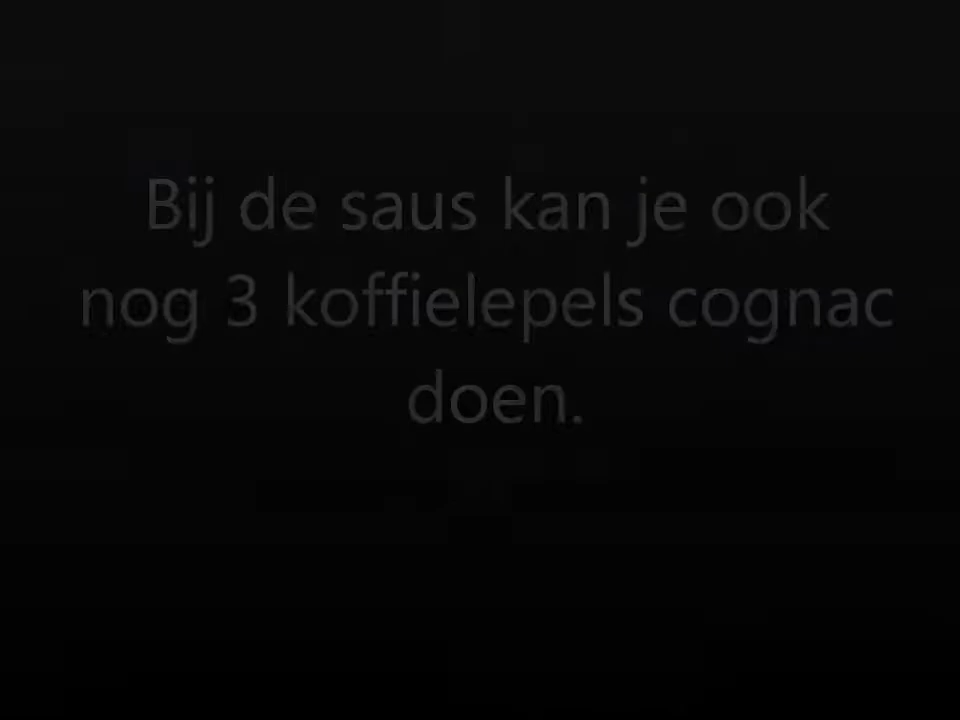 Bij de saus kan je ook
nog 3 koffielepels cognac
doen.